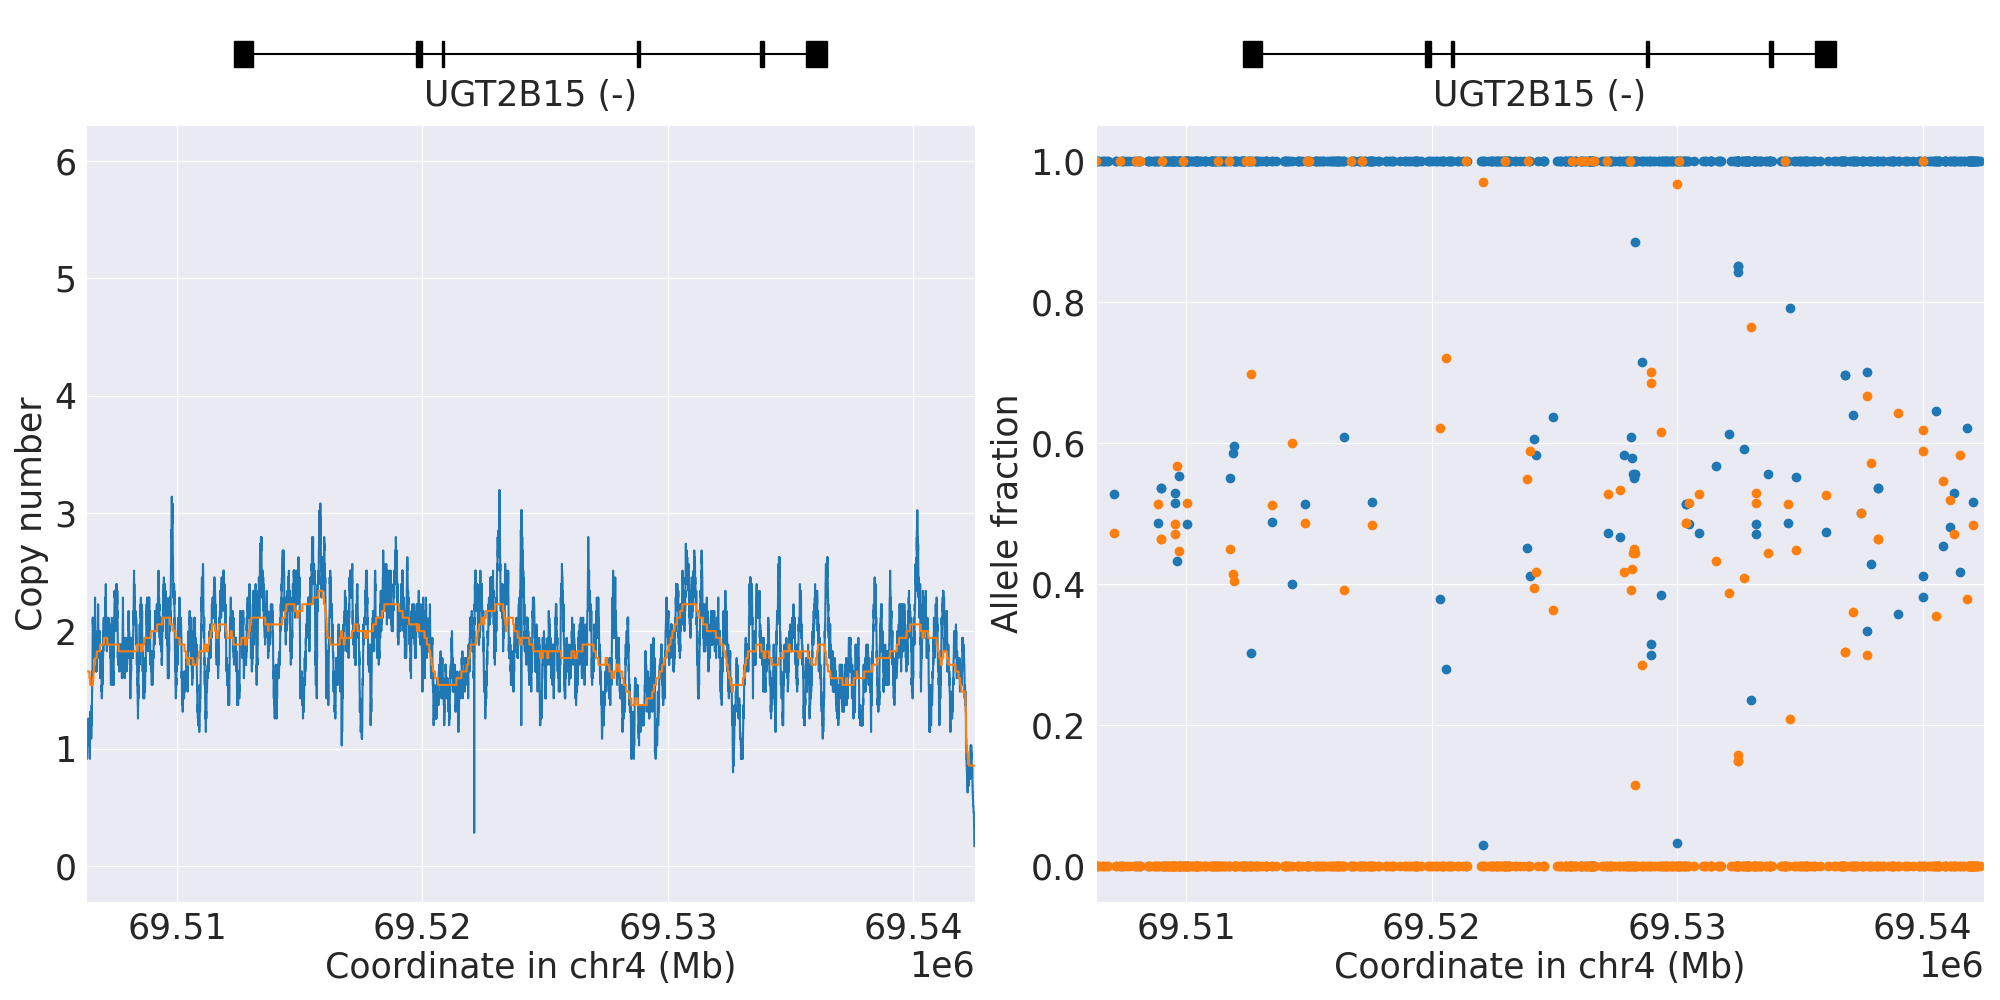 UGT2B15 (-)
UGT2B15 (-)
Copy number
6
5
4
3
2
1
0
69.51
69.52
69.53
69.54
Coordinate in chr4 (Mb)
1e6
Allele fraction
1.0
0.8
0.6
0.4
0.2
0.0
69.51
69.52
69.53
69.54
Coordinate in chr4 (Mb)
1e6